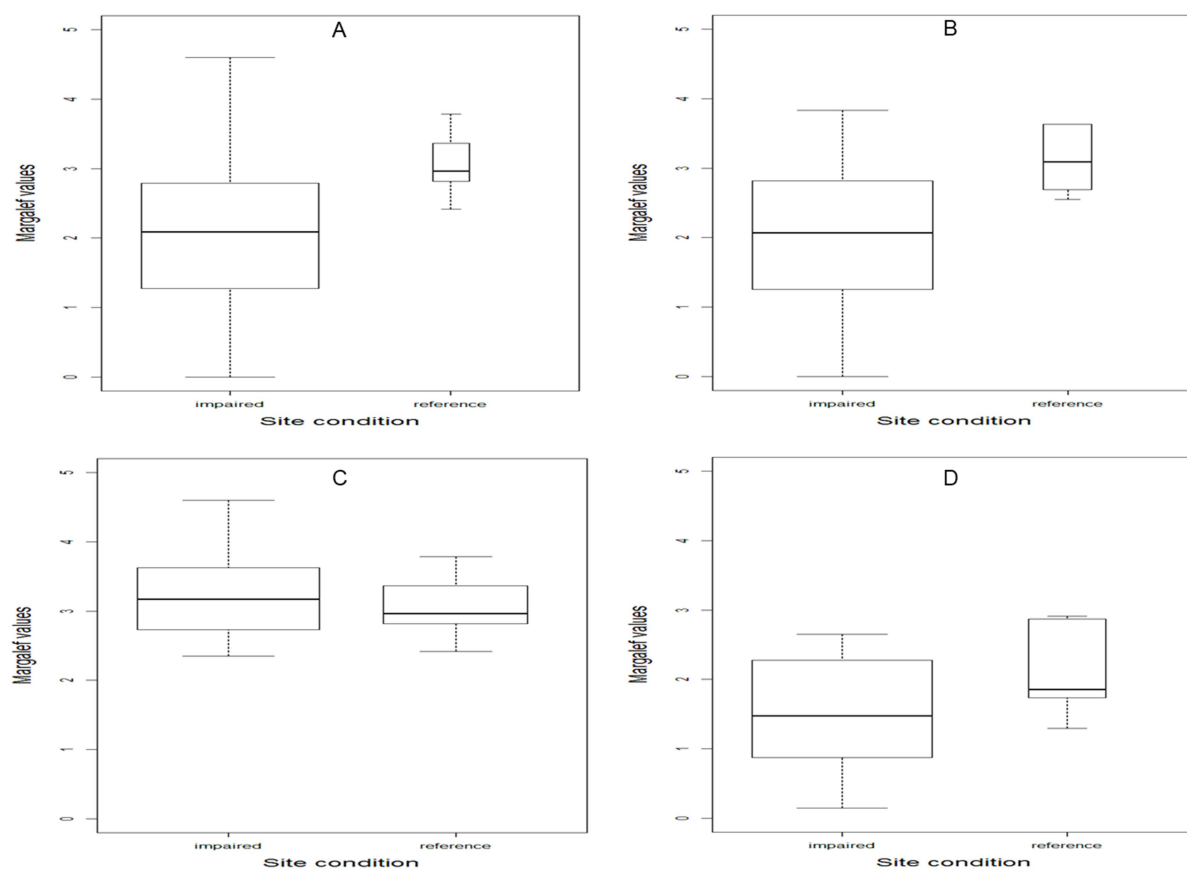 A
5
4
3
2
1
0
Margalef values
impaired
reference
Site condition
B
5
4
3
2
1
0
Margalef values
impaired
reference
Site condition
C
5
4
3
2
1
0
Margalef values
impaired
reference
Site condition
D
5
4
3
2
1
0
Margalef values
impaired
reference
Site condition